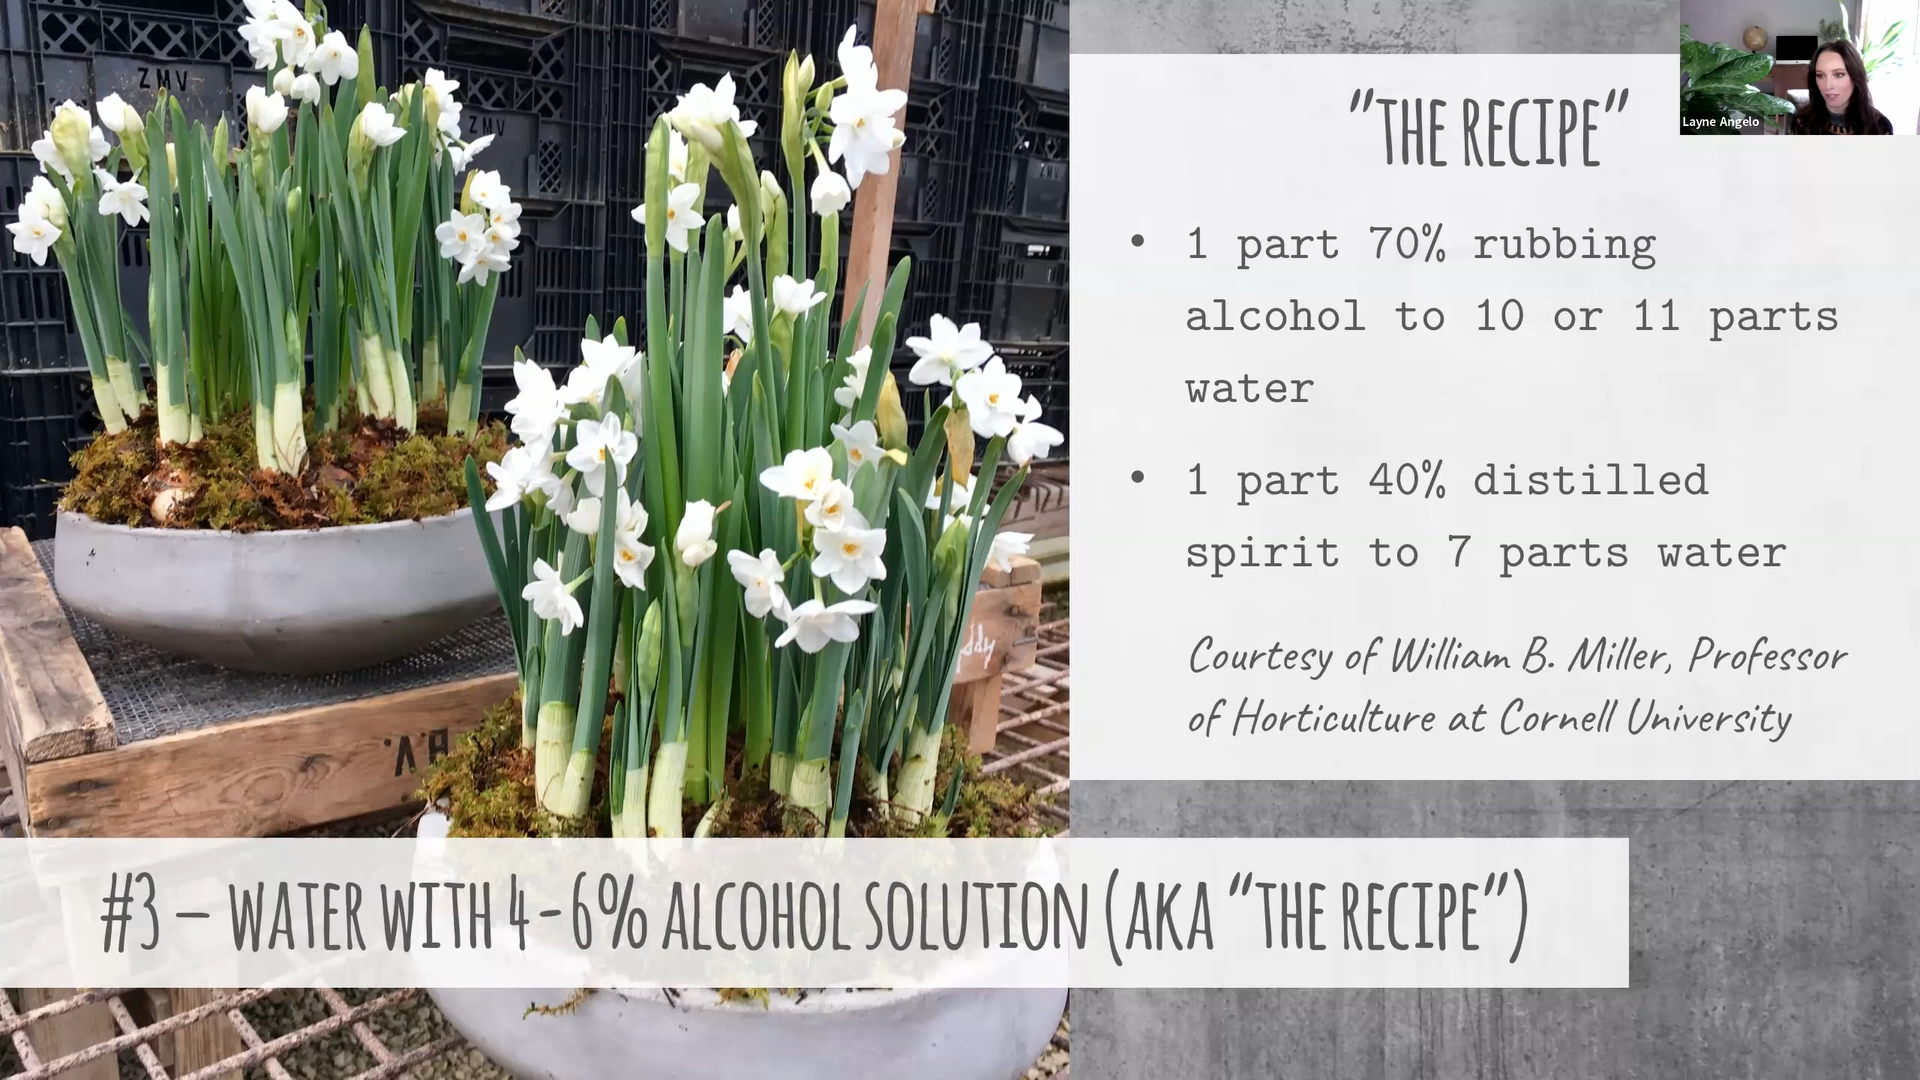 ZMV
ZMV
ZMV
Layne Angelo
"THE RECIPE"
• 1 part 70% rubbing
alcohol to 10 or 11 parts
water
• 1 part 40% distilled
spirit to 7 parts water
Courtesy of William B. Miller, Professor
of Horticulture at Cornell University
B.V.
#3 – WATER WITH 4-6% ALCOHOL SOLUTION (AKA "THE RECIPE")